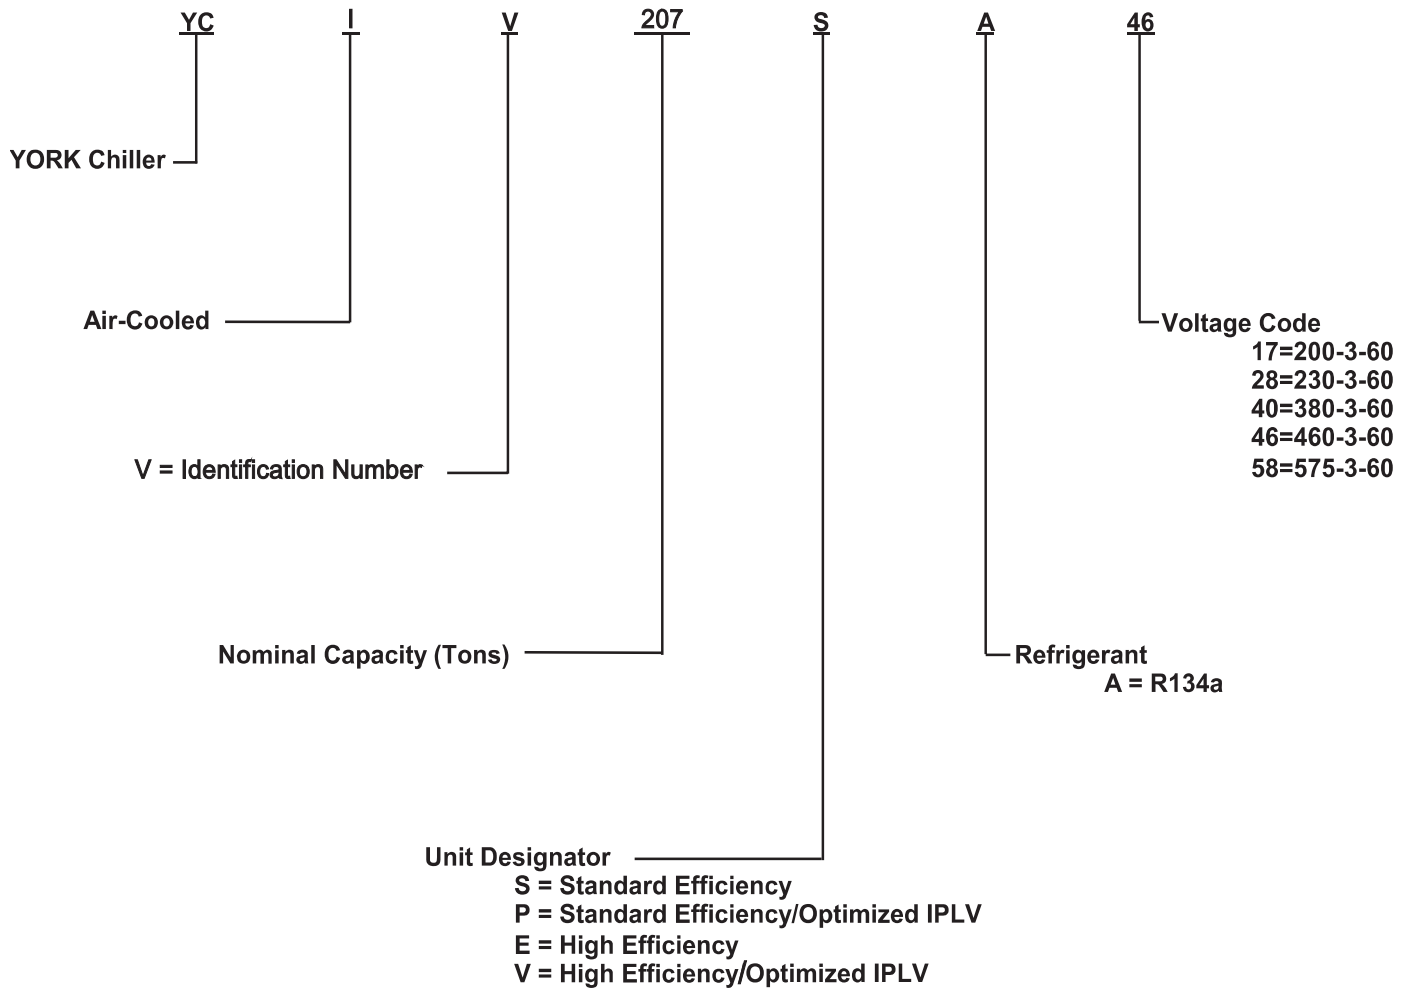 YC I V 207 S A 46
YORK Chiller
Air-Cooled
Voltage Code
17=200-3-60
28=230-3-60
40=380-3-60
46=460-3-60
58=575-3-60
V = Identification Number
Nominal Capacity (Tons)
Refrigerant
A = R134a
Unit Designator
S = Standard Efficiency
P = Standard Efficiency/Optimized IPLV
E = High Efficiency
V = High Efficiency/Optimized IPLV